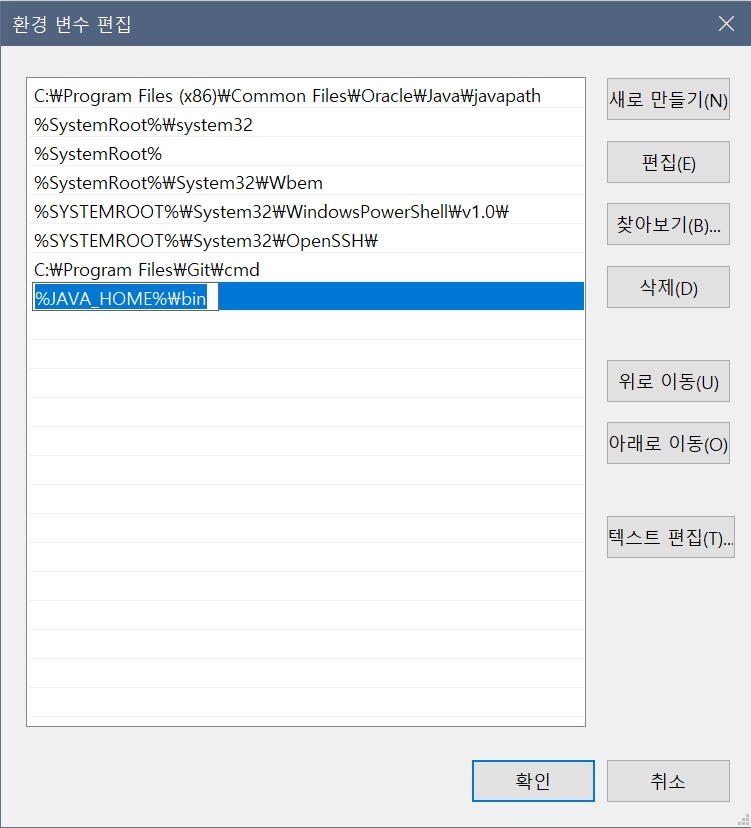 환경 변수 편집
C:₩Program Files (x86)₩Common Files₩Oracle₩Java₩javapath
%SystemRoot%₩system32
%SystemRoot%
%SystemRoot%₩System32₩Wbem
%SYSTEMROOT%₩System32₩WindowsPowerShell₩v1.0₩
%SYSTEMROOT%₩System32₩OpenSSH₩
C:₩Program Files₩Git₩cmd
%JAVA_HOME%₩bin
새로 만들기(N)
편집(E)
찾아보기(B)...
삭제(D)
위로 이동(U)
아래로 이동(O)
텍스트 편집(T)...
확인
취소